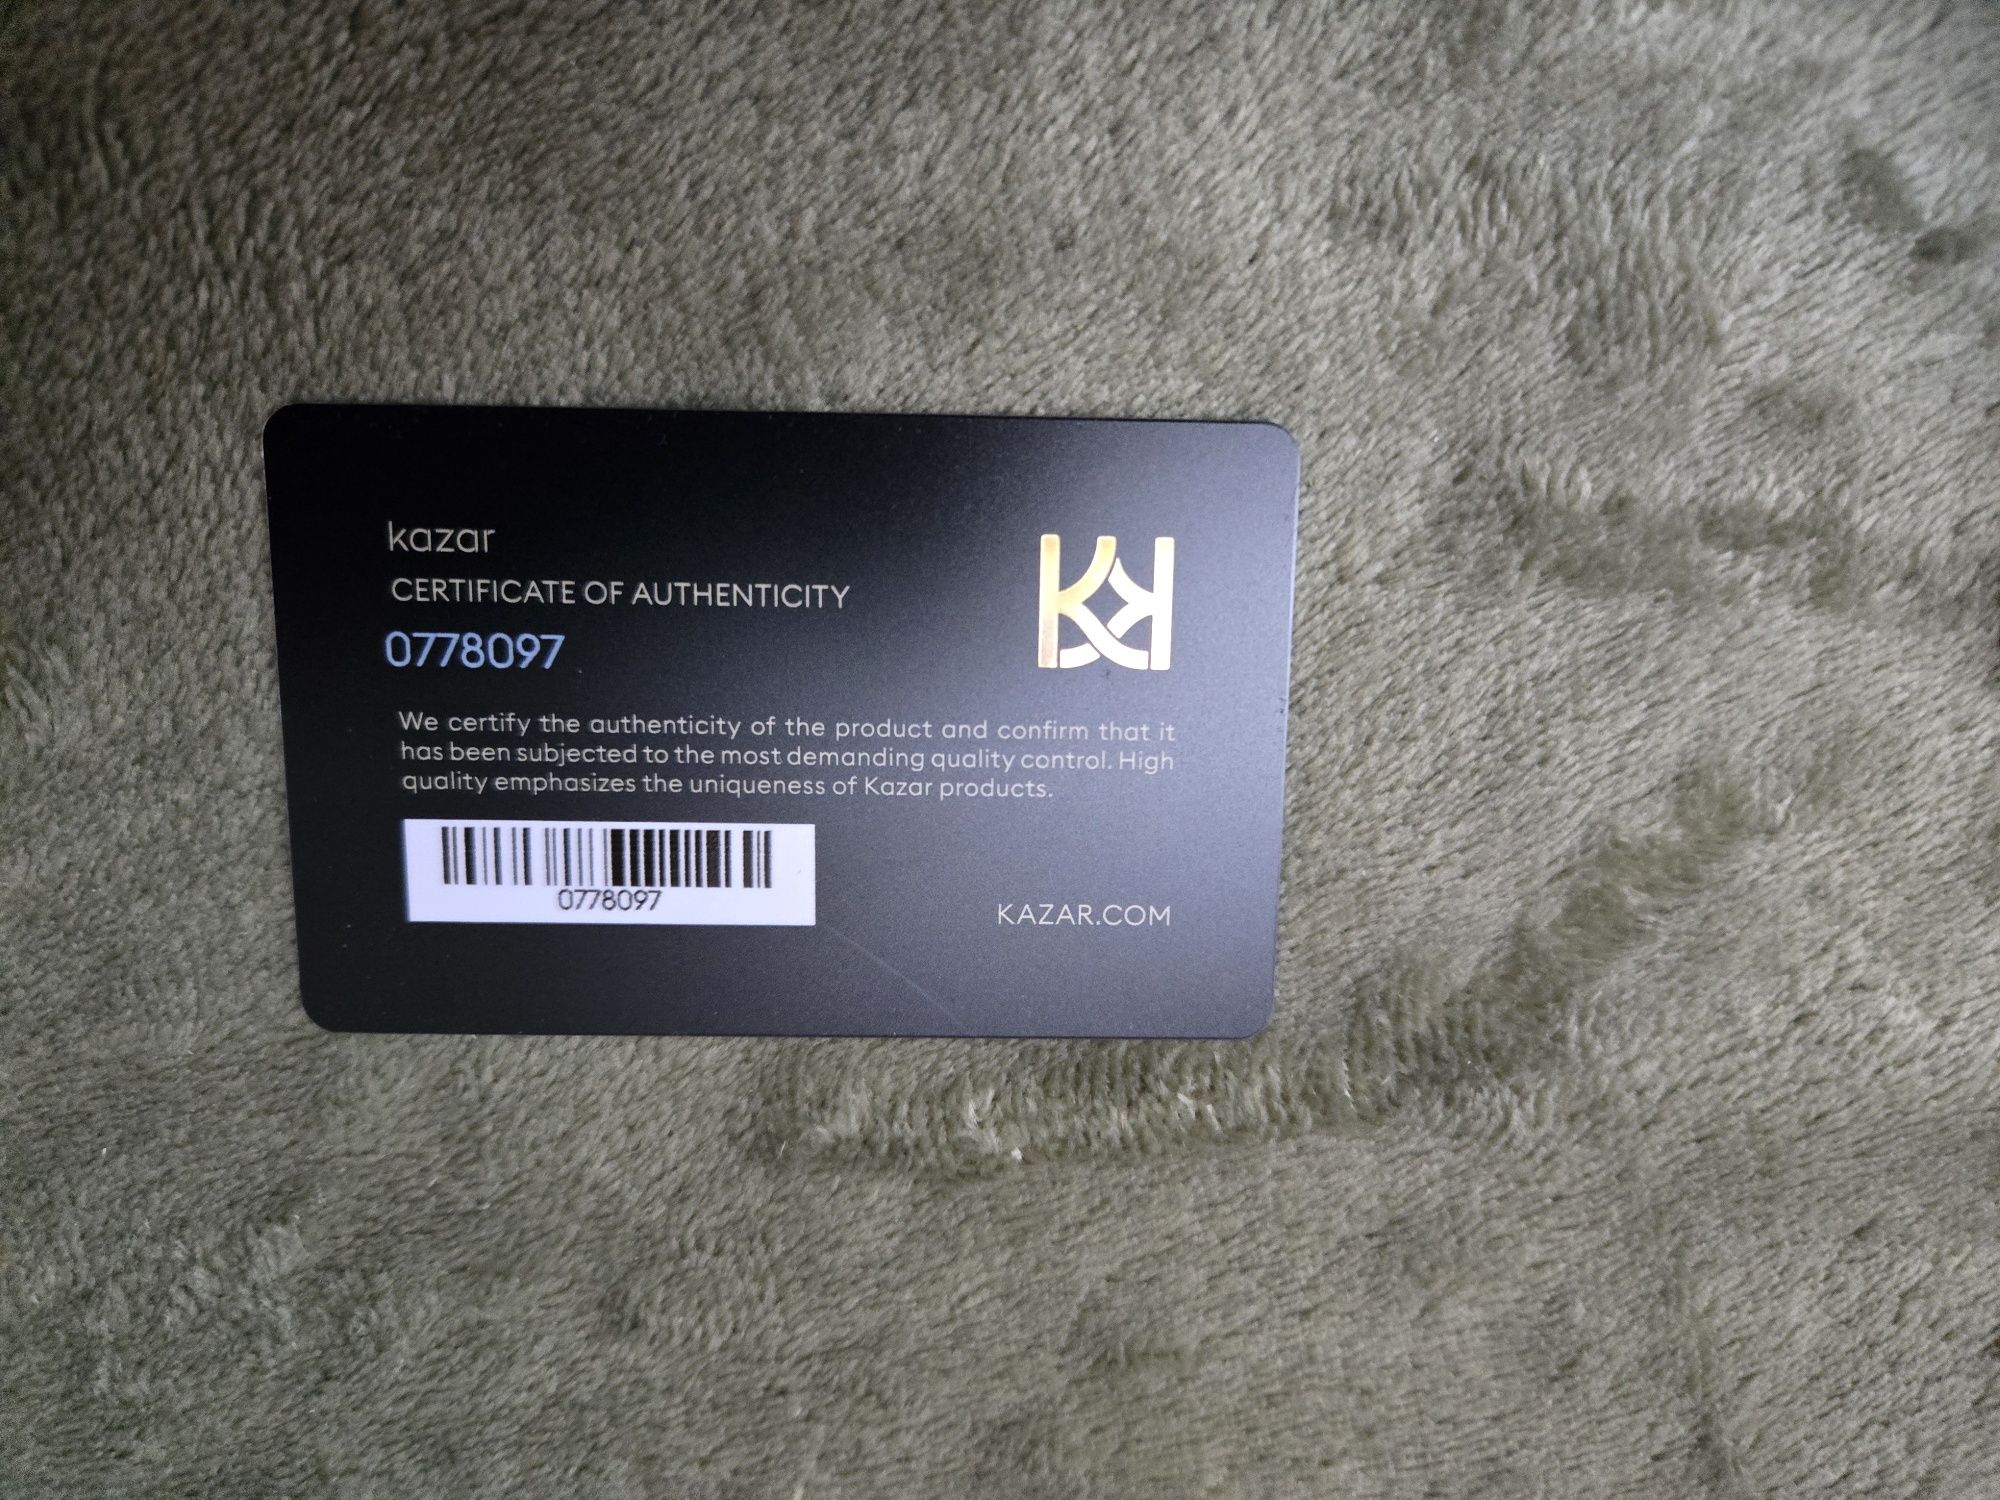 kazar
CERTIFICATE OF AUTHENTICITY
0778097
We certify the authenticity of the product and confirm that it
has been subjected to the most demanding quality control. High
quality emphasizes the uniqueness of Kazar products.
0778097
KAZAR.COM